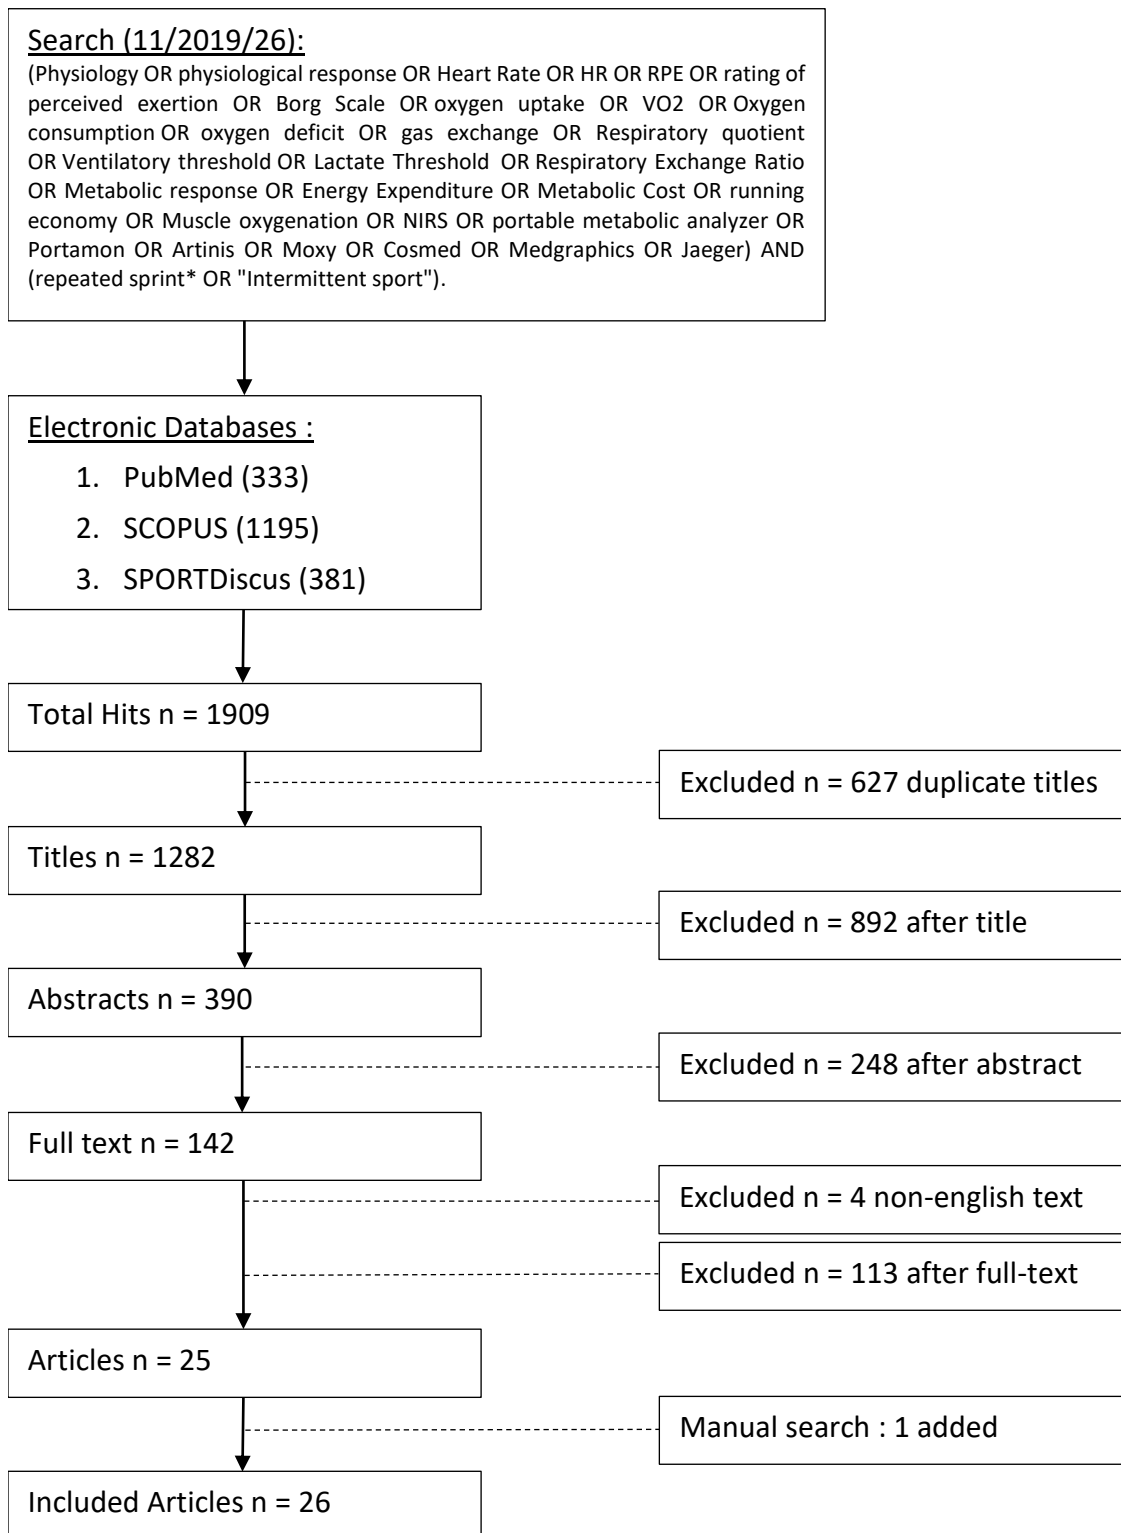 Search (11/2019/26):
(Physiology OR physiological response OR Heart Rate OR HR OR RPE OR rating of
perceived exertion OR Borg Scale OR oxygen uptake OR VO2 OR Oxygen
consumption OR oxygen deficit OR gas exchange OR Respiratory quotient
OR Ventilatory threshold OR Lactate Threshold OR Respiratory Exchange Ratio
OR Metabolic response OR Energy Expenditure OR Metabolic Cost OR running
economy OR Muscle oxygenation OR NIRS OR portable metabolic analyzer OR
Portamon OR Artinis OR Moxy OR Cosmed OR Medgraphics OR Jaeger) AND
(repeated sprint* OR "Intermittent sport").
Electronic Databases :
1. PubMed (333)
2. SCOPUS (1195)
3. SPORTDiscus (381)
Total Hits n = 1909
Excluded n = 627 duplicate titles
Titles n = 1282
Excluded n = 892 after title
Abstracts n = 390
Excluded n = 248 after abstract
Full text n = 142
Excluded n = 4 non-english text
Excluded n = 113 after full-text
Articles n = 25
Manual search : 1 added
Included Articles n = 26